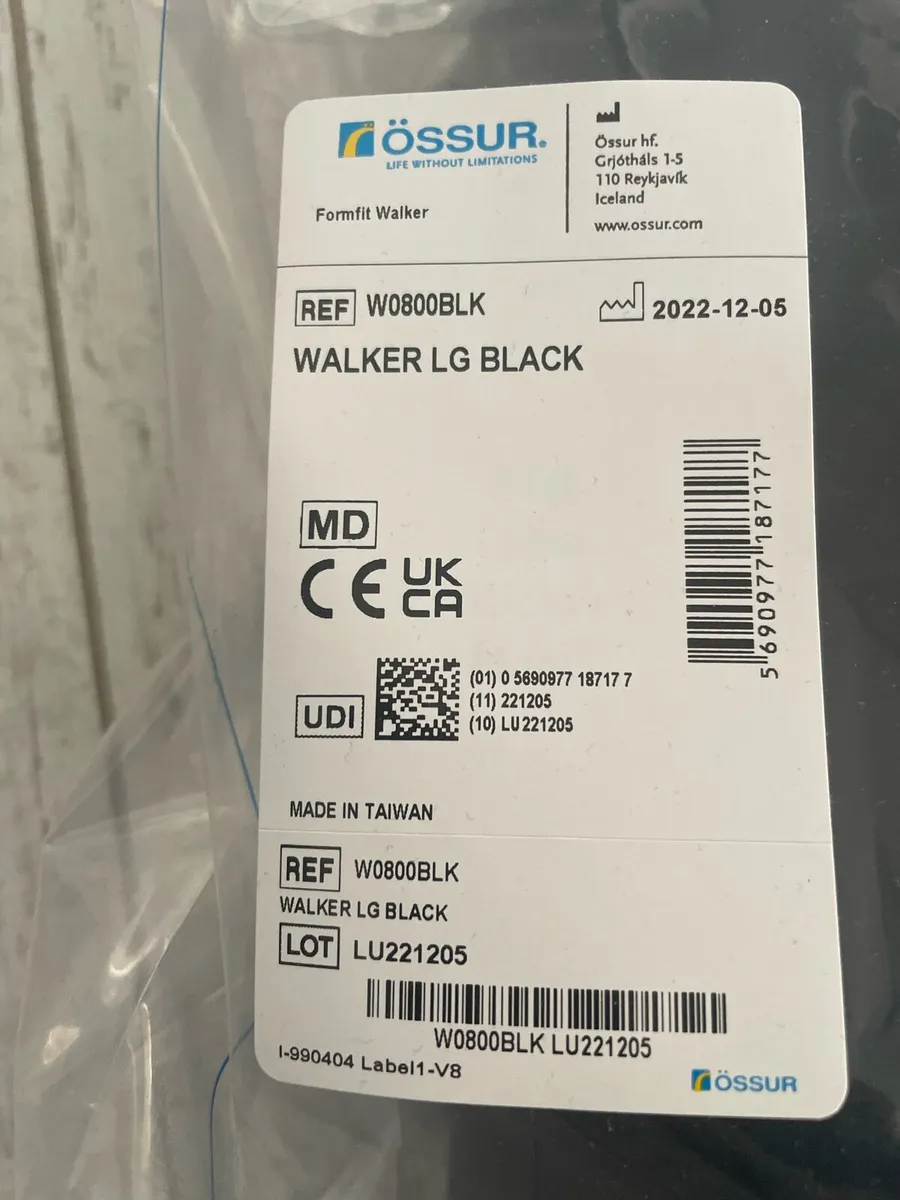 ÖSSUR.
LIFE WITHOUT LIMITATIONS
Formfit Walker
Össur hf.
Grjótháls 1-5
110 Reykjavík
Iceland
www.ossur.com
REF W0800BLK
2022-12-05
WALKER LG BLACK
MD
CE UK CA
5 690977 187177
UDI
(01) 0 5690977 18717 7
(11) 221205
(10) LU221205
MADE IN TAIWAN
REF W0800BLK
WALKER LG BLACK
LOT LU221205
W0800BLK LU221205
I-990404 Label1-V8
ÖSSUR